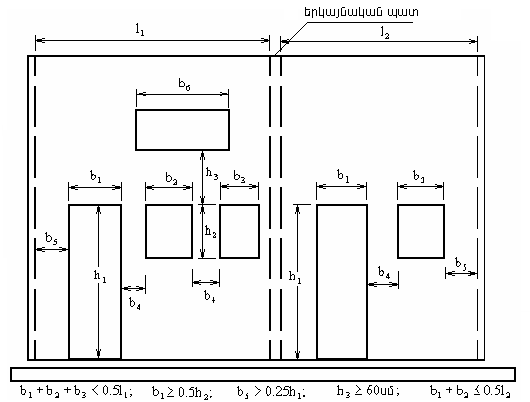 երկայնական պատ
l₁ l₂
b₆
b₁ b₂ h₃ b₃ b₁ b₃
b₅ h₂
h₁ b₄ b₄ h₁ b₄ b₅
b₁ + b₂ + b₃ < 0.5l₁; b₁ ≥ 0.5h₂; b₅ > 0.25h₁; h₃ ≥ 60սմ; b₁ + b₂ ≤ 0.5l₂